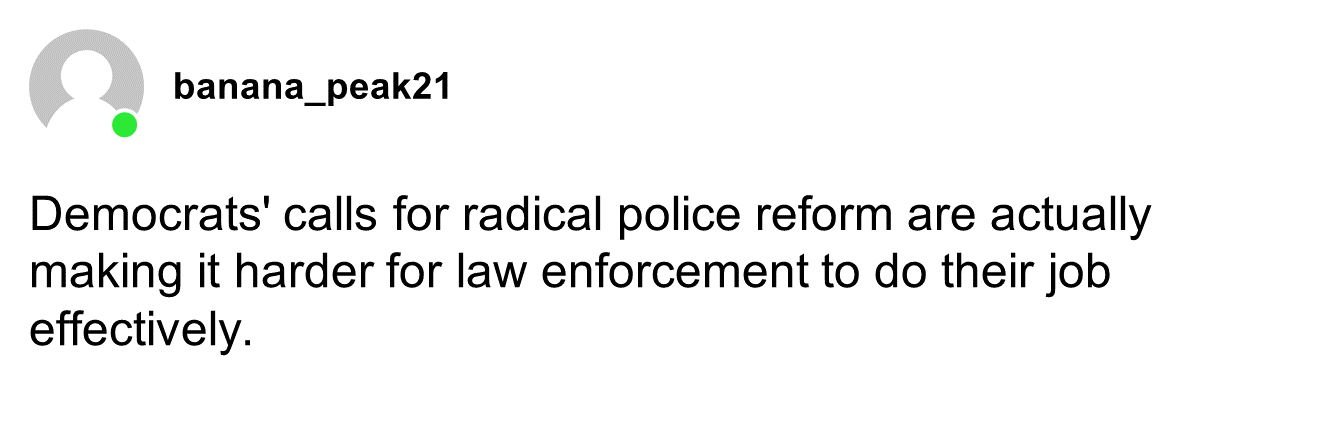 banana_peak21
Democrats' calls for radical police reform are actually
making it harder for law enforcement to do their job
effectively.